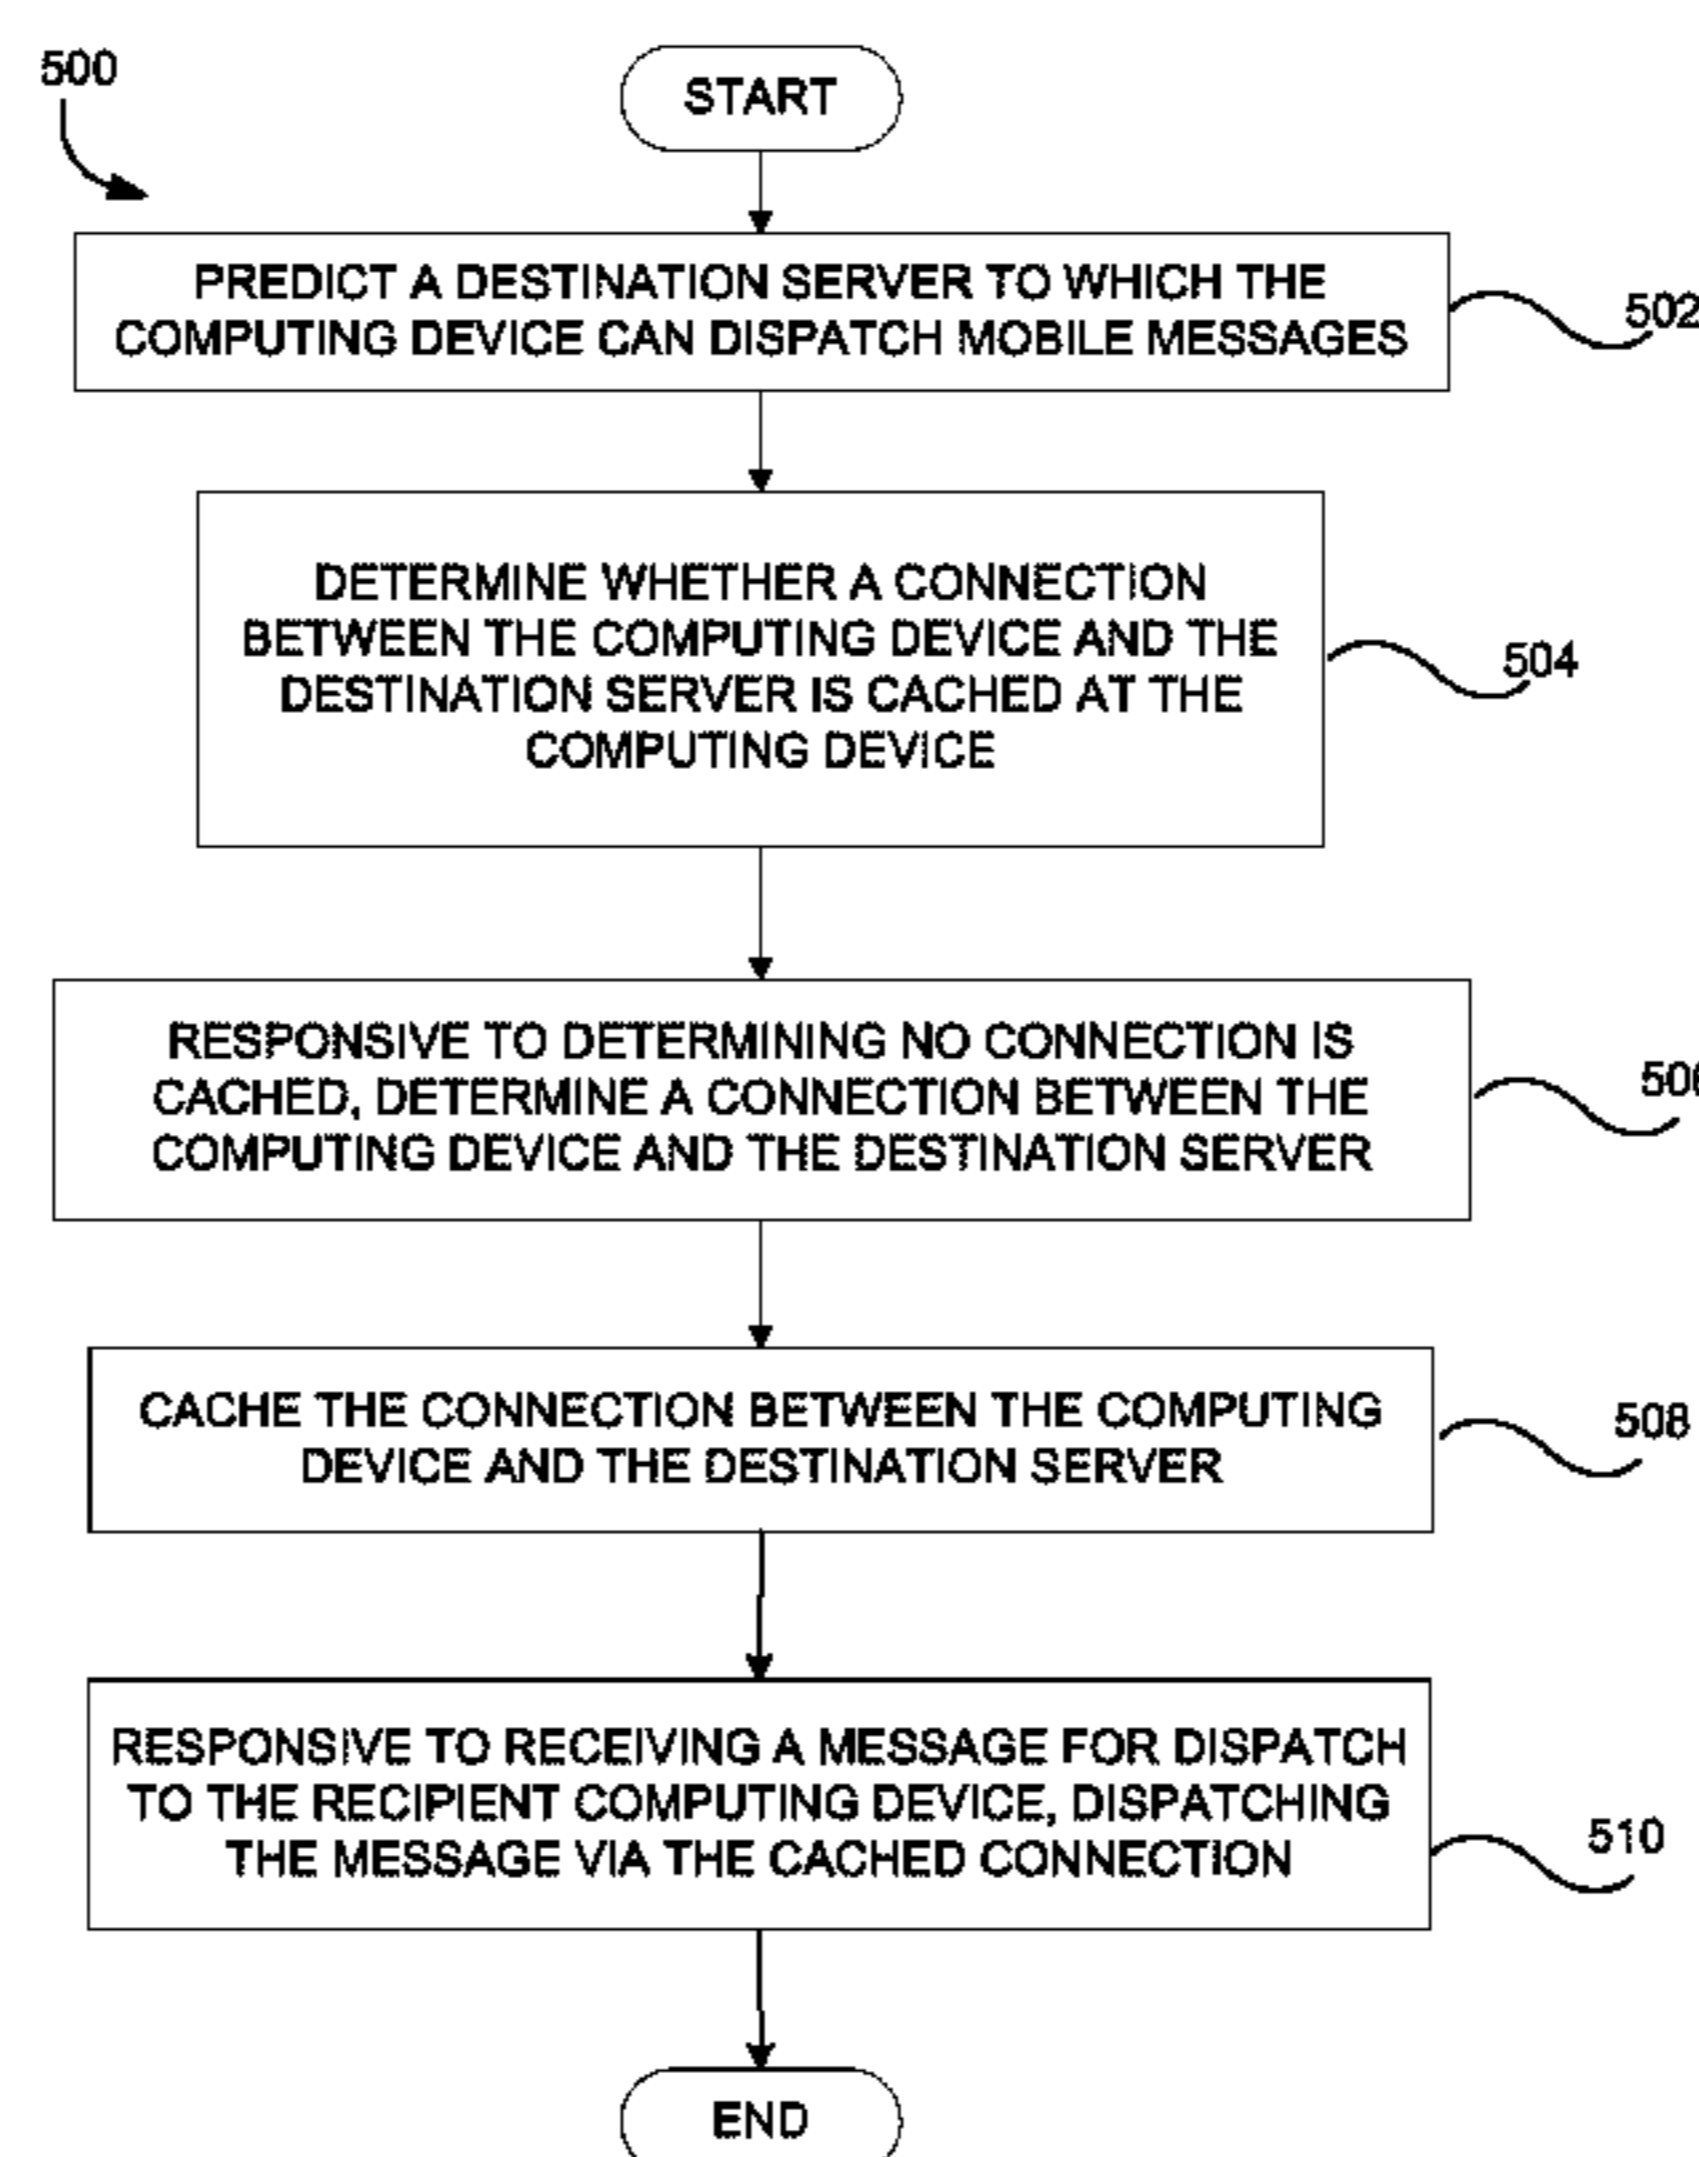 500
START
PREDICT A DESTINATION SERVER TO WHICH THE
COMPUTING DEVICE CAN DISPATCH MOBILE MESSAGES
502
DETERMINE WHETHER A CONNECTION
BETWEEN THE COMPUTING DEVICE AND THE
DESTINATION SERVER IS CACHED AT THE
COMPUTING DEVICE
504
RESPONSIVE TO DETERMINING NO CONNECTION IS
CACHED, DETERMINE A CONNECTION BETWEEN THE
COMPUTING DEVICE AND THE DESTINATION SERVER
506
CACHE THE CONNECTION BETWEEN THE COMPUTING
DEVICE AND THE DESTINATION SERVER
508
RESPONSIVE TO RECEIVING A MESSAGE FOR DISPATCH
TO THE RECIPIENT COMPUTING DEVICE, DISPATCHING
THE MESSAGE VIA THE CACHED CONNECTION
510
END